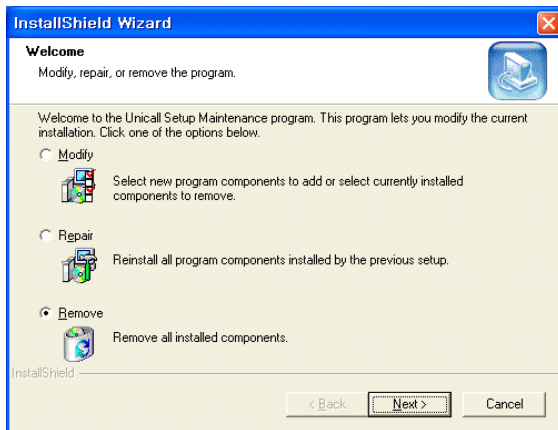 InstallShield Wizard
Welcome
Modify, repair, or remove the program.
Welcome to the Unicall Setup Maintenance program. This program lets you modify the current
installation. Click one of the options below.
Modify
Select new program components to add or select currently installed
components to remove.
Repair
Reinstall all program components installed by the previous setup.
Remove
Remove all installed components.
InstallShield
< Back
Next >
Cancel